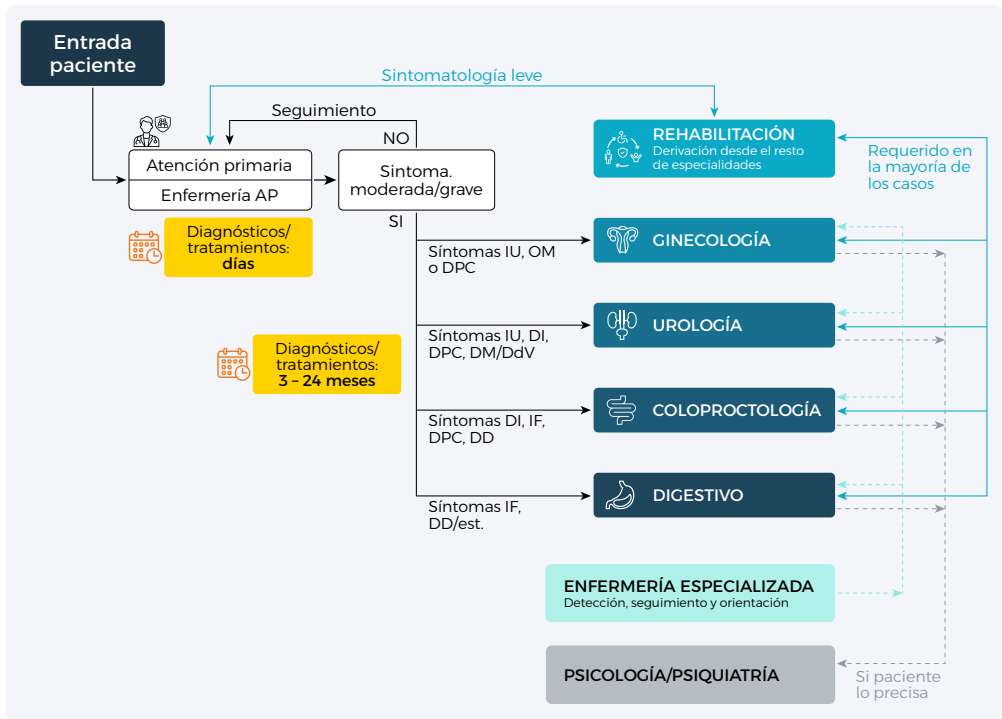 Entrada
paciente
Sintomatología leve
Seguimiento
NO
Atención primaria
Enfermería AP
Sintoma.
moderada/grave
SI
REHABILITACIÓN
Derivación desde el resto
de especialidades
Requerido en
la mayoría de
los casos
Diagnósticos/
tratamientos:
días
Síntomas IU, OM
o DPC
GINECOLOGÍA
Diagnósticos/
tratamientos:
3 – 24 meses
Síntomas IU, DI,
DPC, DM/DdV
UROLOGÍA
Síntomas DI, IF,
DPC, DD
COLOPROCTOLOGÍA
Síntomas IF,
DD/est.
DIGESTIVO
ENFERMERÍA ESPECIALIZADA
Detección, seguimiento y orientación
PSICOLOGÍA/PSIQUIATRÍA
Si paciente
lo precisa